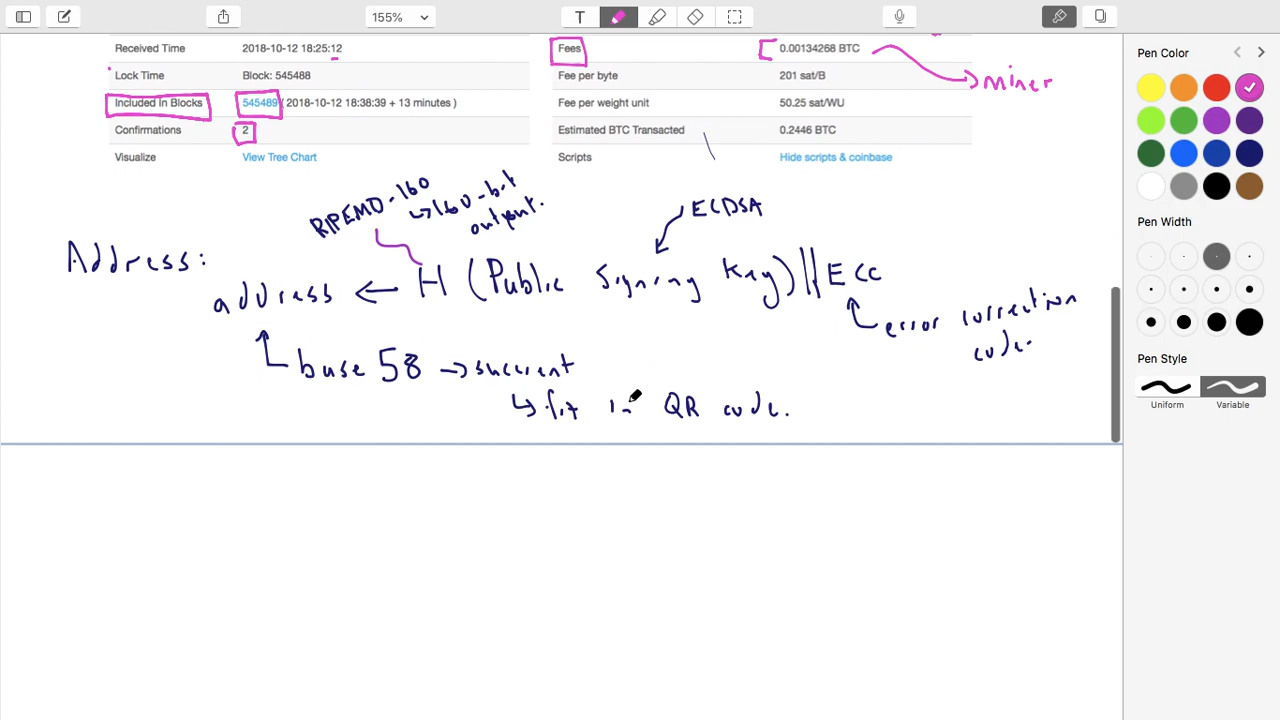 155%
T
Received Time 2018-10-12 18:25:12
Lock Time Block: 545488
Included In Blocks 545489 ( 2018-10-12 18:38:39 + 13 minutes )
Confirmations 2
Visualize View Tree Chart
Fees 0.00134268 BTC
Fee per byte 201 sat/B
Fee per weight unit 50.25 sat/WU
Estimated BTC Transacted 0.2446 BTC
Scripts Hide scripts & coinbase
→ miner
RIPEMD-160
↳ 160-bit
output.
ECDSA
Address:
address ← H (Public Signing Key) || ECC
error correction
code.
base 58 → succient
↳ fit in QR code.
Pen Color
Pen Width
Pen Style
Uniform Variable